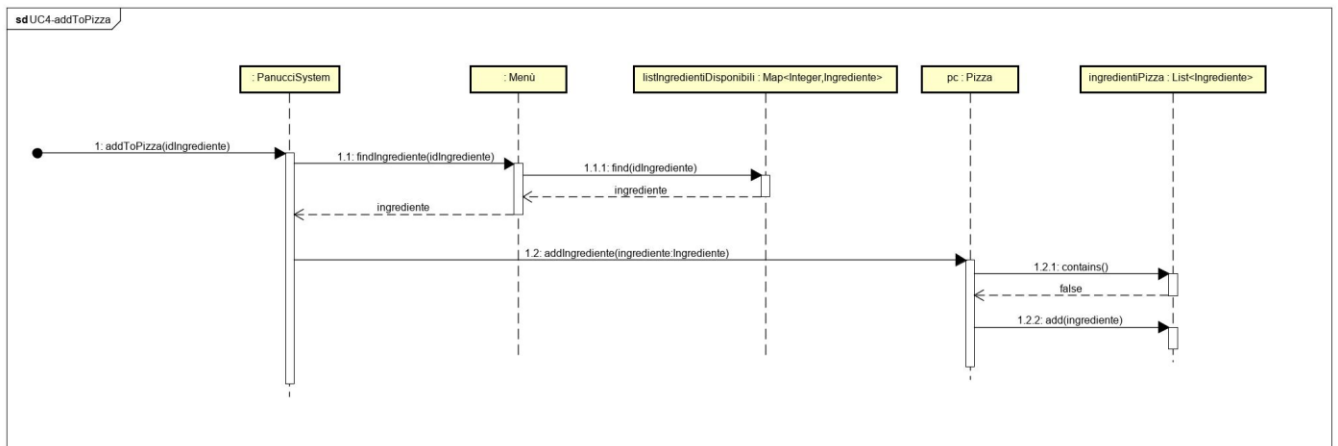 sd UC4-addToPizza
: PanucciSystem
: Menù
listIngredientiDisponibili : Map<Integer,Ingrediente>
pc : Pizza
ingredientiPizza : List<Ingrediente>
1: addToPizza(idIngrediente)
1.1: findIngrediente(idIngrediente)
1.1.1: find(idIngrediente)
ingrediente
ingrediente
1.2: addIngrediente(ingrediente:Ingrediente)
1.2.1: contains()
false
1.2.2: add(ingrediente)